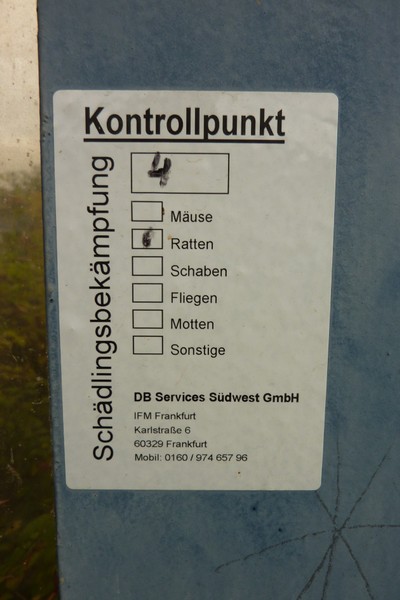 Kontrollpunkt
Schädlingsbekämpfung
4
Mäuse
Ratten
Schaben
Fliegen
Motten
Sonstige
DB Services Südwest GmbH
IFM Frankfurt
Karlstraße 6
60329 Frankfurt
Mobil: 0160 / 974 657 96